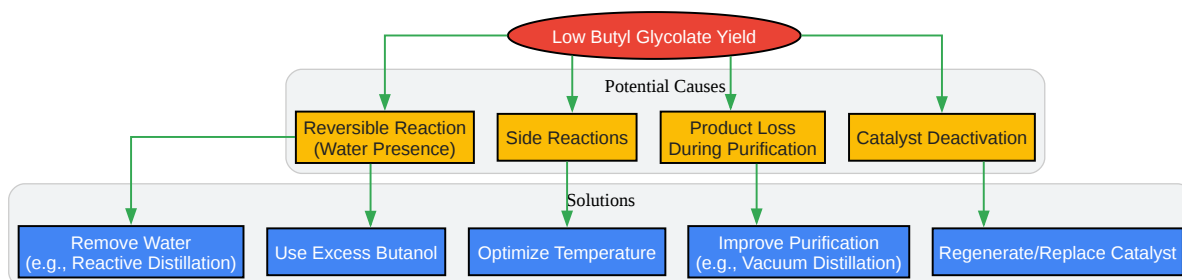 Low Butyl Glycolate Yield
Potential Causes
Reversible Reaction
(Water Presence)
Side Reactions
Product Loss
During Purification
Catalyst Deactivation
Solutions
Remove Water
(e.g., Reactive Distillation)
Use Excess Butanol
Optimize Temperature
Improve Purification
(e.g., Vacuum Distillation)
Regenerate/Replace Catalyst